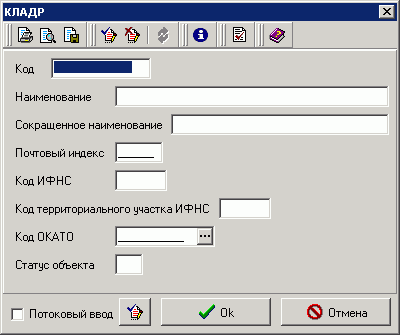 КЛАДР
Код
Наименование
Сокращенное наименование
Почтовый индекс
Код ИФНС
Код территориального участка ИФНС
Код ОКАТО
Статус объекта
Потоковый ввод Ok Отмена